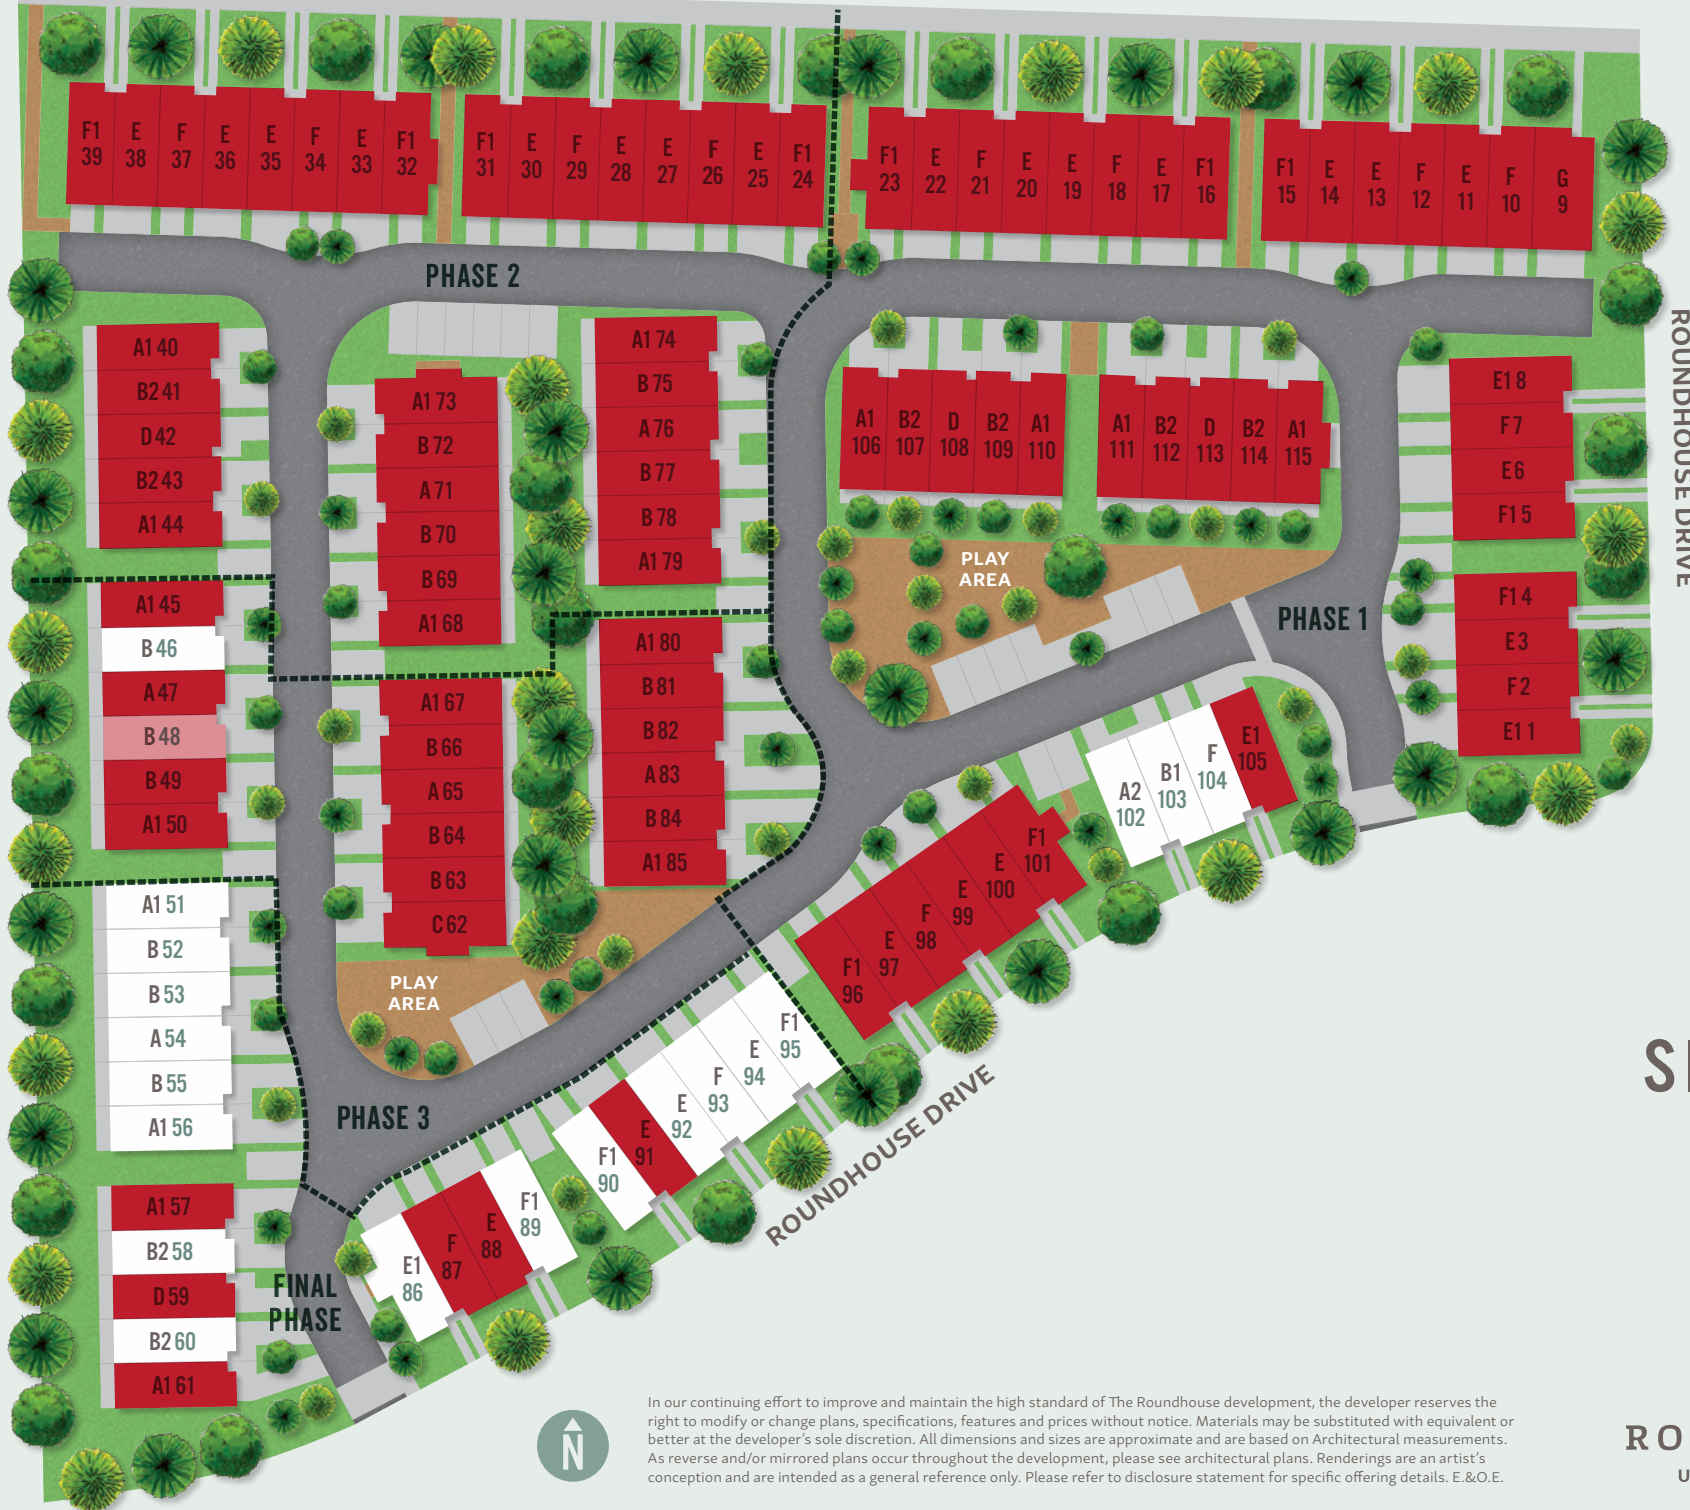 F1 39
E 38
F 37
E 36
E 35
F 34
E 33
F1 32
F1 31
E 30
F 29
E 28
E 27
F 26
E 25
F1 24
F1 23
E 22
F 21
E 20
E 19
F 18
E 17
F1 16
F1 15
E 14
E 13
F 12
E 11
F 10
G 9
PHASE 2
A1 40
B2 41
D 42
B2 43
A1 44
A1 45
B 46
A 47
B 48
B 49
A1 50
A1 51
B 52
B 53
A 54
B 55
A1 56
A1 57
B2 58
D 59
B2 60
A1 61
A1 73
B 72
A 71
B 70
B 69
A1 68
A1 67
B 66
A 65
B 64
B 63
C 62
A1 74
B 75
A 76
B 77
B 78
A1 79
A1 80
B 81
B 82
A 83
B 84
A1 85
A1 106
B2 107
D 108
B2 109
A1 110
A1 111
B2 112
D 113
B2 114
A1 115
PLAY
AREA
PHASE 1
E1 8
F 7
E 6
F1 5
F1 4
E 3
F 2
E1 1
ROUNDHOUSE DRIVE
A2 102
B1 103
F 104
E1 105
F1 96
E 97
F 98
E 99
E 100
F1 101
PLAY
AREA
PHASE 3
F1 90
E 91
E 92
F 93
E 94
F1 95
E1 86
F 87
E 88
F1 89
ROUNDHOUSE DRIVE
FINAL
PHASE
N
In our continuing effort to improve and maintain the high standard of The Roundhouse development, the developer reserves the
right to modify or change plans, specifications, features and prices without notice. Materials may be substituted with equivalent or
better at the developer's sole discretion. All dimensions and sizes are approximate and are based on Architectural measurements.
As reverse and/or mirrored plans occur throughout the development, please see architectural plans. Renderings are an artist's
conception and are intended as a general reference only. Please refer to disclosure statement for specific offering details. E.&O.E.
S
RO
U